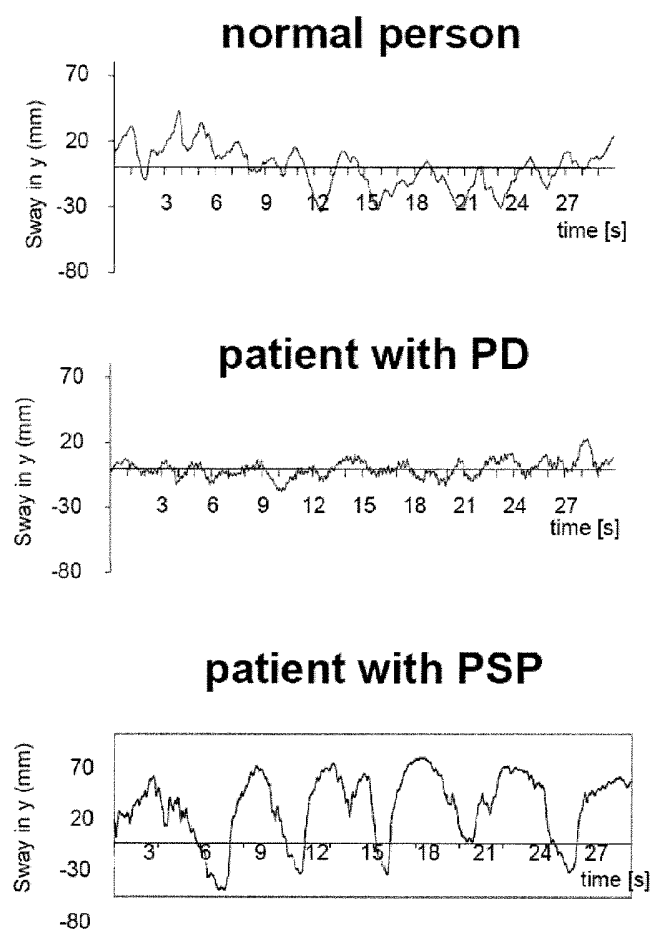 normal person
70
20
-30
-80
Sway in y (mm)
3 6 9 12 15 18 21 24 27
time [s]
patient with PD
70
20
-30
-80
Sway in y (mm)
3 6 9 12 15 18 21 24 27
time [s]
patient with PSP
70
20
-30
-80
Sway in y (mm)
3 6 9 12 15 18 21 24 27
time [s]